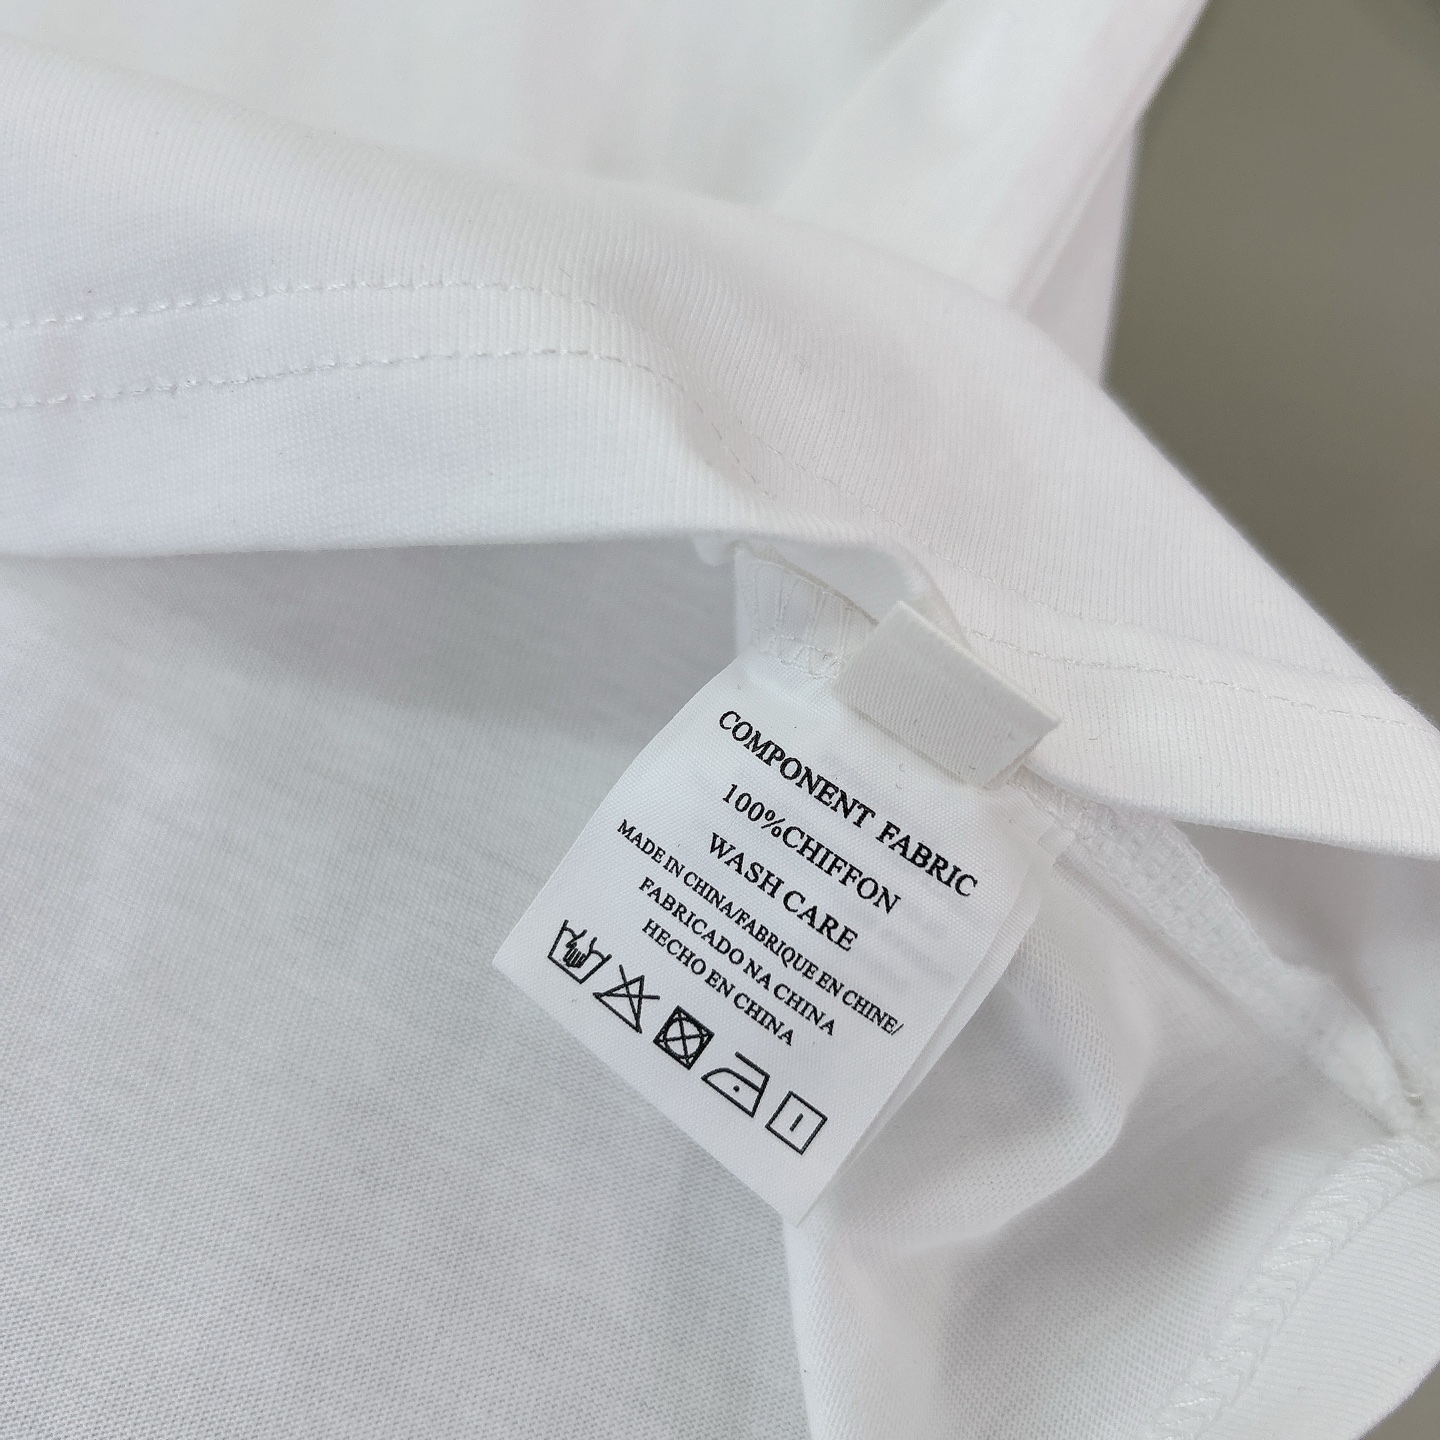 COMPONENT FABRIC
100%CHIFFON
WASH CARE
MADE IN CHINA/FABRIQUE EN CHINE/
FABRICADO NA CHINA
HECHO EN CHINA